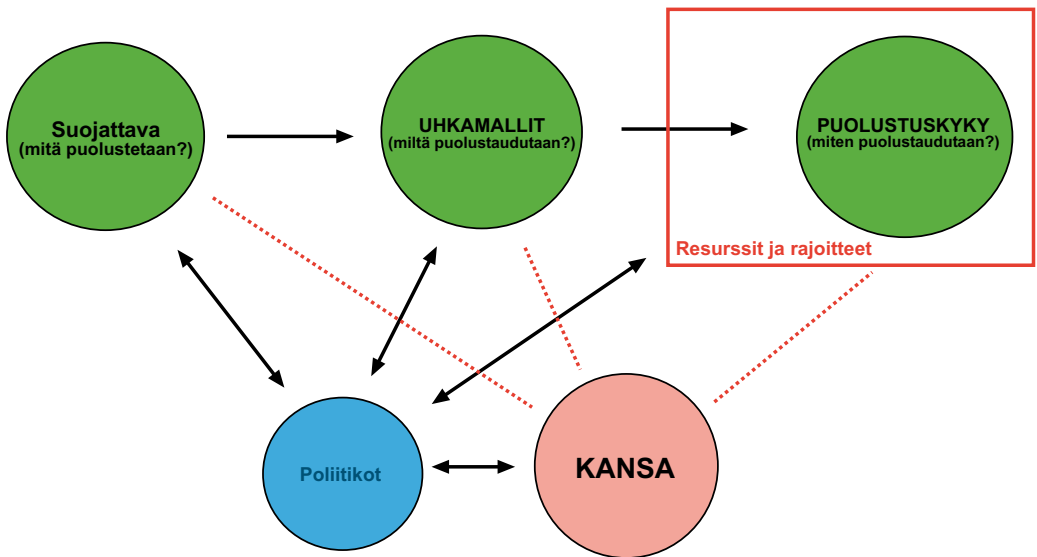 Suojattava
(mitä puolustetaan?)
UHKAMALLIT
(miltä puolustaudutaan?)
PUOLUSTUSKYKY
(miten puolustaudutaan?)
Resurssit ja rajoitteet
Poliitikot
KANSA